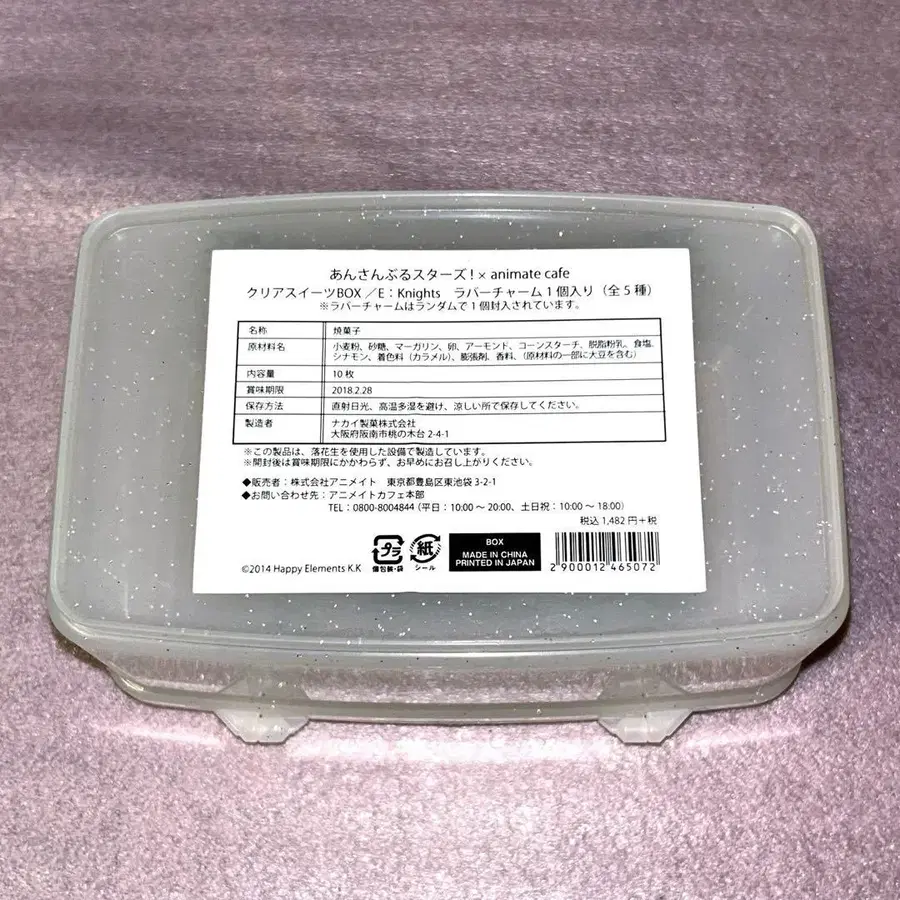 あんさんぶるスターズ!× animate cafe
クリアスイーツBOX／E：Knights　ラバーチャーム1個入り（全5種）
※ラバーチャームはランダムで1個封入されています。
名称 焼菓子
原材料名 小麦粉、砂糖、マーガリン、卵、アーモンド、コーンスターチ、脱脂粉乳、食塩、
シナモン、着色料（カラメル）、膨張剤、香料、（原材料の一部に大豆を含む）
内容量 10枚
賞味期限 2018.2.28
保存方法 直射日光、高温多湿を避け、涼しい所で保存してください。
製造者 ナカイ製菓株式会社
大阪府阪南市桃の木台2-4-1
※この製品は、落花生を使用した設備で製造しています。
※開封後は賞味期限にかかわらず、お早めにお召し上がりください。
◆販売者：株式会社アニメイト　東京都豊島区東池袋3-2-1
◆お問い合わせ先：アニメイトカフェ本部
TEL：0800-8004844（平日：10:00～20:00、土日祝：10:00～18:00）
税込1,482円+税
©2014 Happy Elements K.K
プラ
個包装・袋
紙
シール
BOX
MADE IN CHINA
PRINTED IN JAPAN
2900012465072